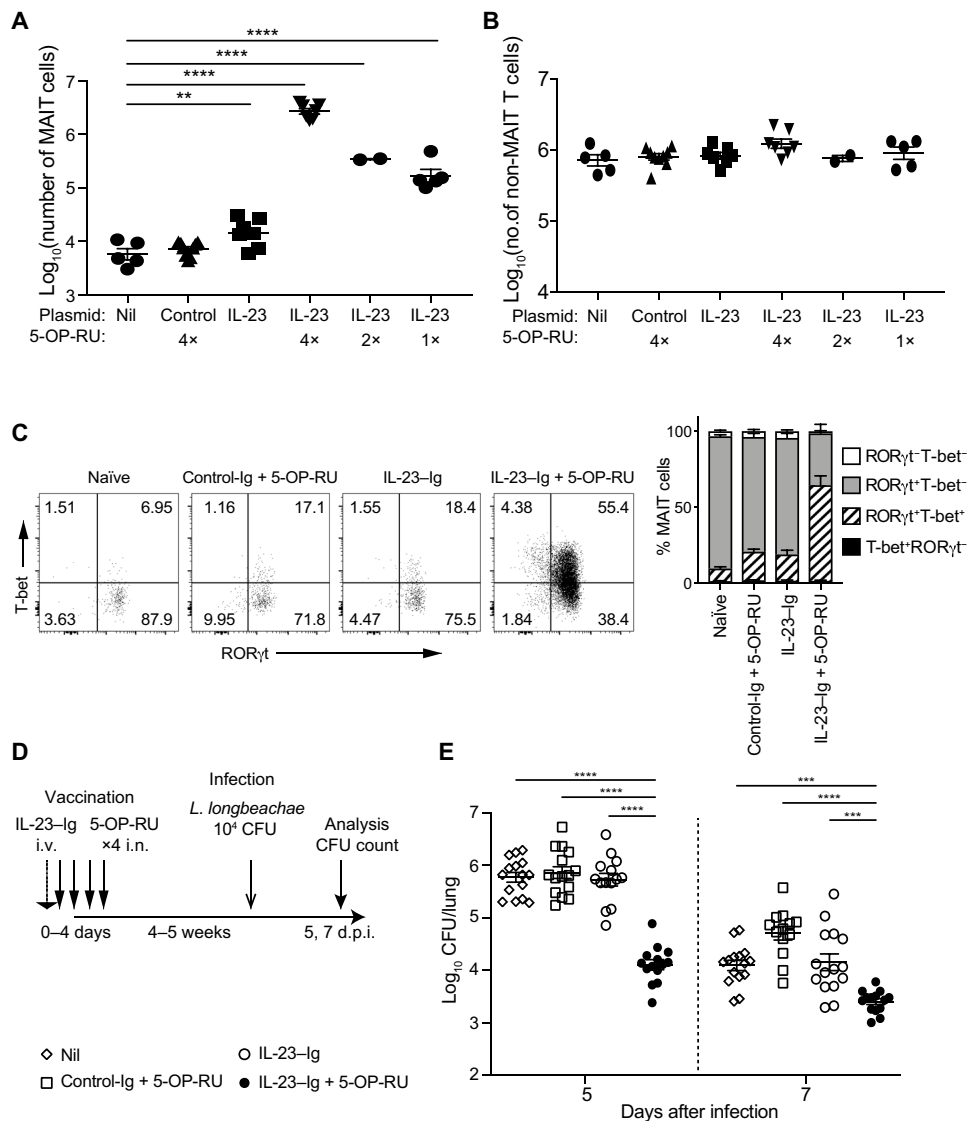 A
Log10(number of MAIT cells)
7
6
5
4
3
****
****
****
**
Plasmid: Nil Control IL-23 IL-23 IL-23 IL-23
5-OP-RU: 4× 4× 2× 1×
B
Log10(no.of non-MAIT T cells)
7
6
5
4
Plasmid: Nil Control IL-23 IL-23 IL-23 IL-23
5-OP-RU: 4× 4× 2× 1×
C
Naïve Control-Ig + 5-OP-RU IL-23–Ig IL-23–Ig + 5-OP-RU
1.51 6.95 1.16 17.1 1.55 18.4 4.38 55.4
3.63 87.9 9.95 71.8 4.47 75.5 1.84 38.4
T-bet
RORγt
% MAIT cells
100
50
0
Naïve
Control-Ig + 5-OP-RU
IL-23–Ig
IL-23–Ig + 5-OP-RU
RORγt⁻T-bet⁻
RORγt⁺T-bet⁻
RORγt⁺T-bet⁺
T-bet⁺RORγt⁻
D
Vaccination
IL-23–Ig 5-OP-RU
i.v. ×4 i.n.
Infection
L. longbeachae
10⁴ CFU
Analysis
CFU count
0–4 days 4–5 weeks 5, 7 d.p.i.
Nil
Control-Ig + 5-OP-RU
IL-23–Ig
IL-23–Ig + 5-OP-RU
E
Log10 CFU/lung
7
6
5
4
3
2
****
****
****
***
****
***
5 7
Days after infection